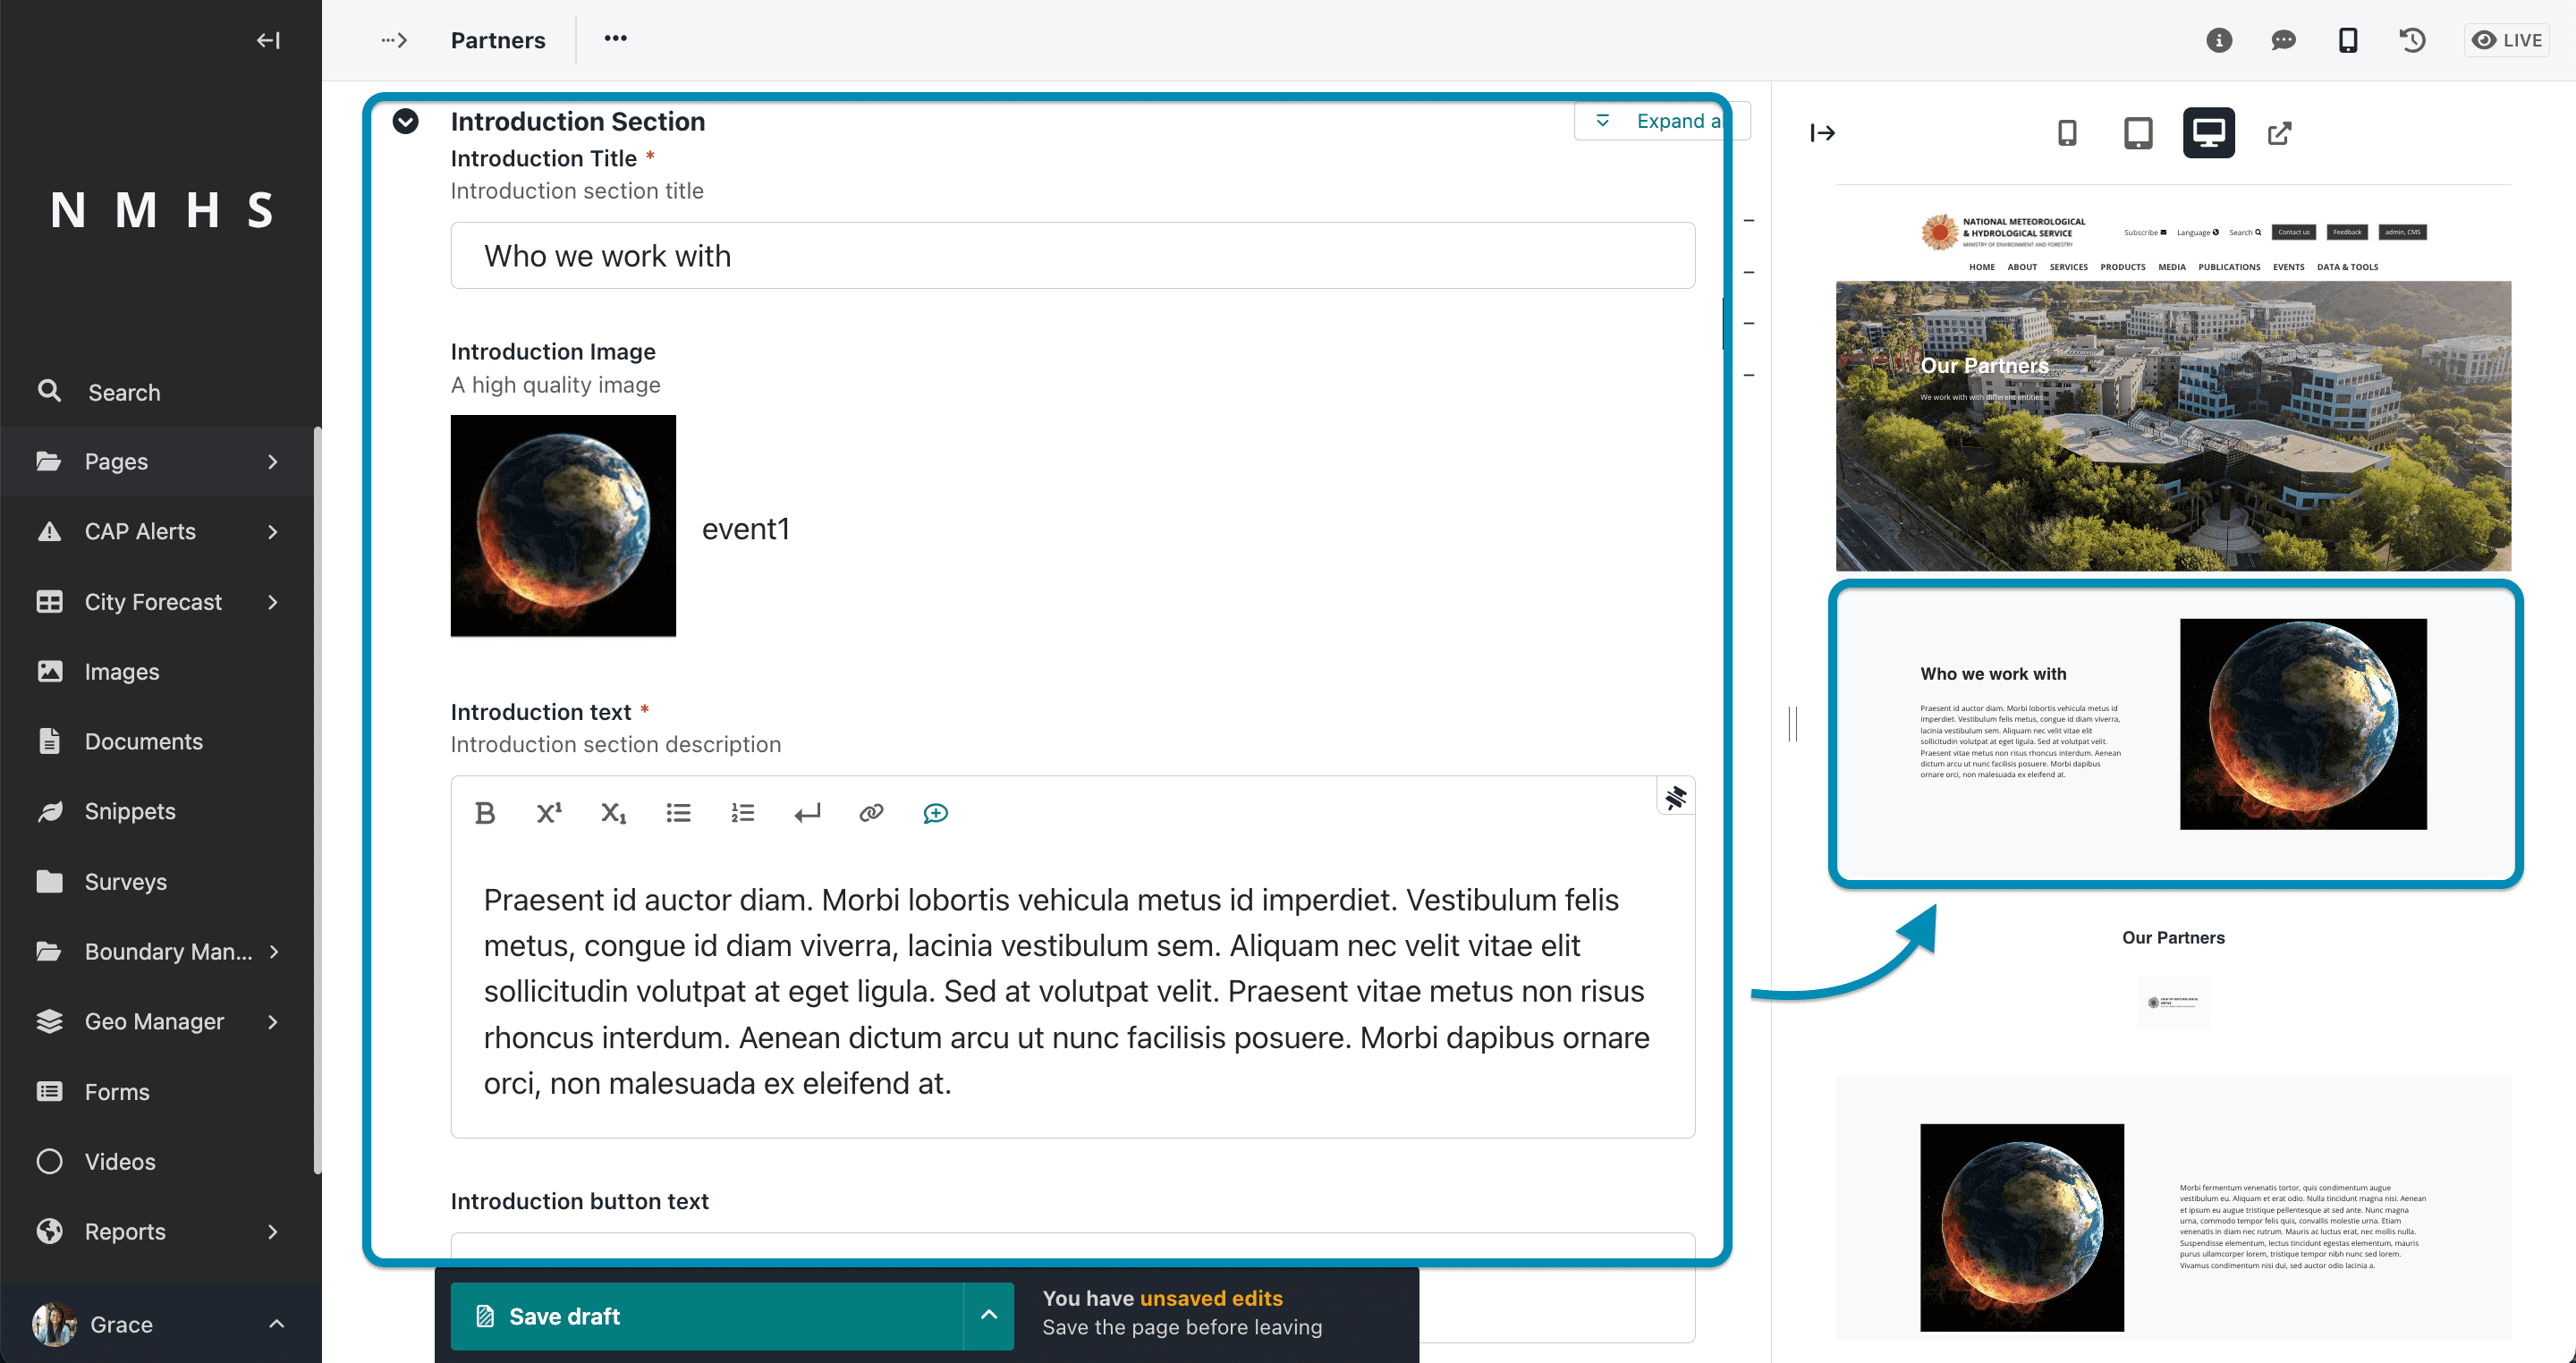 Partners
LIVE
N M H S
Search
Pages
CAP Alerts
City Forecast
Images
Documents
Snippets
Surveys
Boundary Man...
Geo Manager
Forms
Videos
Reports
Grace
Introduction Section
Expand a
Introduction Title *
Introduction section title
Who we work with
Introduction Image
A high quality image
event1
Introduction text *
Introduction section description
Praesent id auctor diam. Morbi lobortis vehicula metus id imperdiet. Vestibulum felis
metus, congue id diam viverra, lacinia vestibulum sem. Aliquam nec velit vitae elit
sollicitudin volutpat at eget ligula. Sed at volutpat velit. Praesent vitae metus non risus
rhoncus interdum. Aenean dictum arcu ut nunc facilisis posuere. Morbi dapibus ornare
orci, non malesuada ex eleifend at.
Introduction button text
Save draft
You have unsaved edits
Save the page before leaving
NATIONAL METEOROLOGICAL
& HYDROLOGICAL SERVICE
MINISTRY OF ENVIRONMENT AND FORESTRY
Subscribe Language Search Contact us Feedback admin, CMS
HOME ABOUT SERVICES PRODUCTS MEDIA PUBLICATIONS EVENTS DATA & TOOLS
Our Partners
We work with with different entities
Who we work with
Praesent id auctor diam. Morbi lobortis vehicula metus id
imperdiet. Vestibulum felis metus, congue id diam viverra,
lacinia vestibulum sem. Aliquam nec velit vitae elit
sollicitudin volutpat at eget ligula. Sed at volutpat velit.
Praesent vitae metus non risus rhoncus interdum. Aenean
dictum arcu ut nunc facilisis posuere. Morbi dapibus
ornare orci, non malesuada ex eleifend at.
Our Partners
Morbi fermentum venenatis tortor, quis condimentum augue
vestibulum eu. Aliquam et erat odio. Nulla tincidunt magna nisi. Aenean
et ipsum eu augue tristique pellentesque at sed ante. Nunc magna
urna, commodo tempor felis quis, convallis molestie urna. Etiam
venenatis in diam nec rutrum. Mauris ac luctus erat, nec mollis nulla.
Suspendisse elementum, lectus tincidunt egestas elementum, mauris
purus ullamcorper lorem, tristique tempor nibh nunc sed lorem.
Vivamus condimentum nisi dui, sed auctor odio lacinia a.